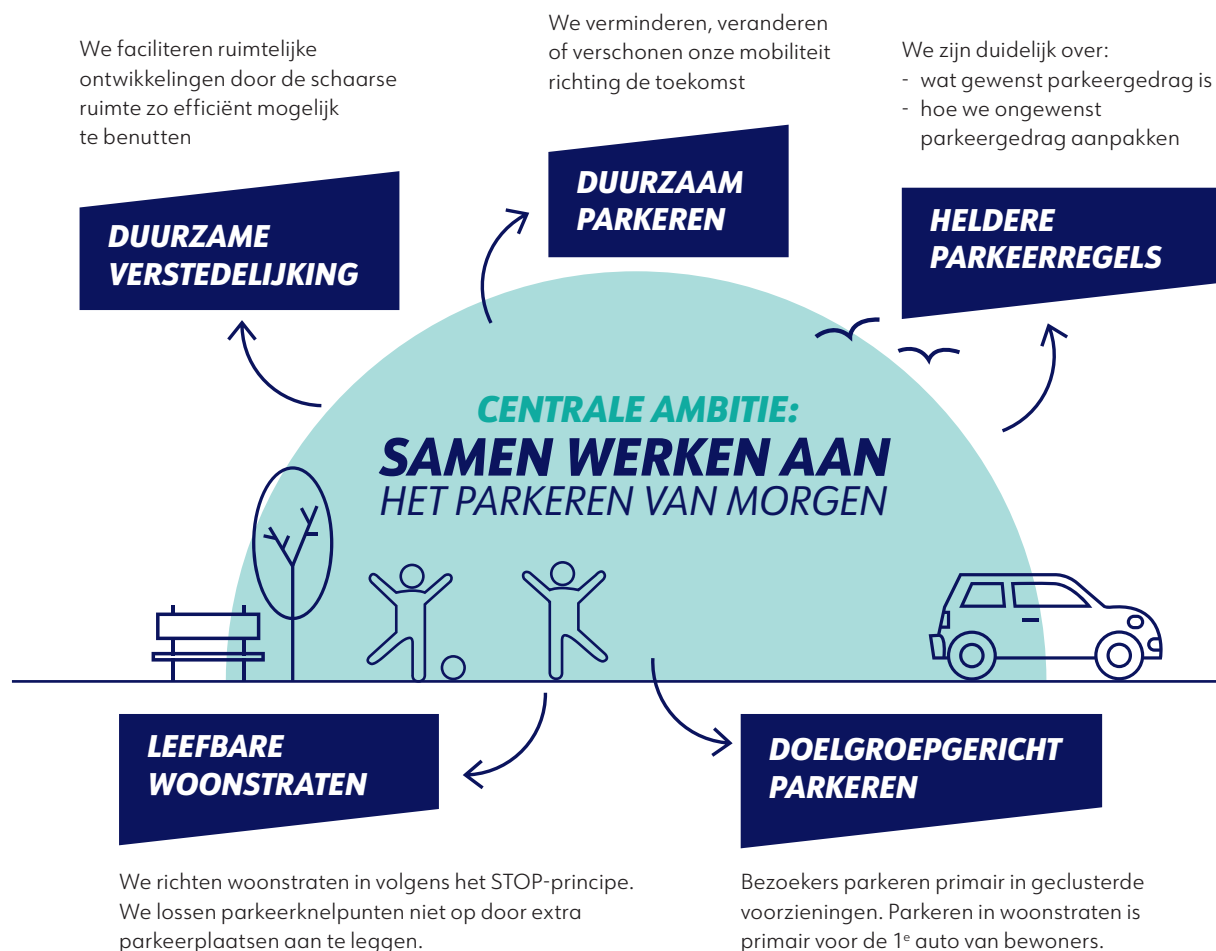 We faciliteren ruimtelijke
ontwikkelingen door de schaarse
ruimte zo efficiënt mogelijk
te benutten
DUURZAME
VERSTEDELIJKING
We verminderen, veranderen
of verschonen onze mobiliteit
richting de toekomst
DUURZAAM
PARKEREN
We zijn duidelijk over:
- wat gewenst parkeergedrag is
- hoe we ongewenst
parkeergedrag aanpakken
HELDERE
PARKEERREGELS
CENTRALE AMBITIE:
SAMEN WERKEN AAN
HET PARKEREN VAN MORGEN
LEEFBARE
WOONSTRATEN
We richten woonstraten in volgens het STOP-principe.
We lossen parkeerknelpunten niet op door extra
parkeerplaatsen aan te leggen.
DOELGROEPGERICHT
PARKEREN
Bezoekers parkeren primair in geclusterde
voorzieningen. Parkeren in woonstraten is
primair voor de 1ᵉ auto van bewoners.